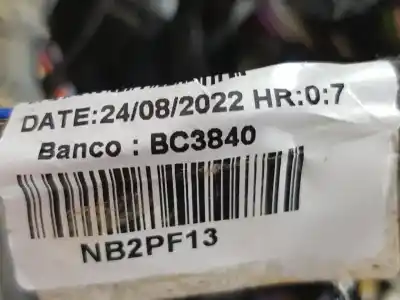 DATE:24/08/2022 HR:0:7
Banco : BC3840
NB2PF13